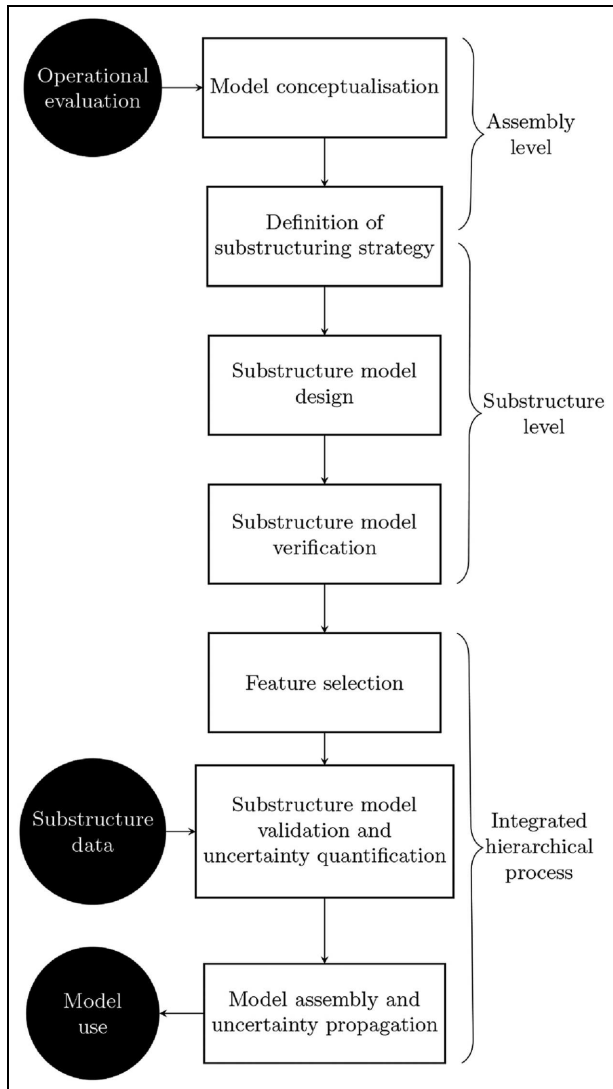 Operational
evaluation
Model conceptualisation
Assembly
level
Definition of
substructuring strategy
Substructure model
design
Substructure
level
Substructure model
verification
Feature selection
Substructure
data
Substructure model
validation and
uncertainty quantification
Integrated
hierarchical
process
Model
use
Model assembly and
uncertainty propagation